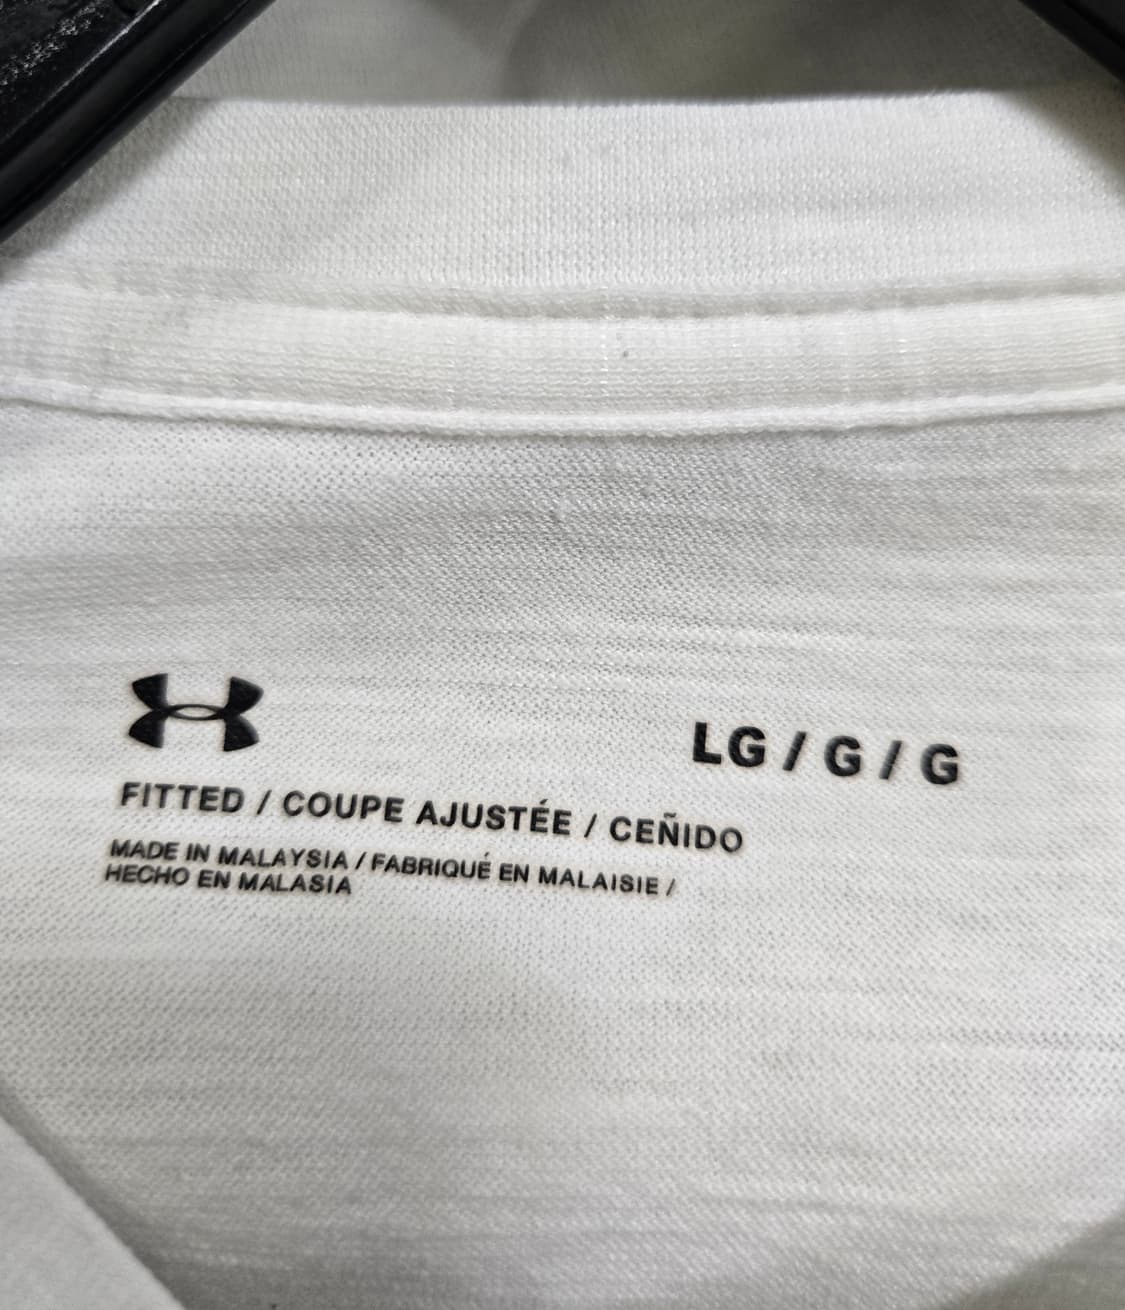 LG / G / G
FITTED / COUPE AJUSTÉE / CEÑIDO
MADE IN MALAYSIA / FABRIQUÉ EN MALAISIE /
HECHO EN MALASIA